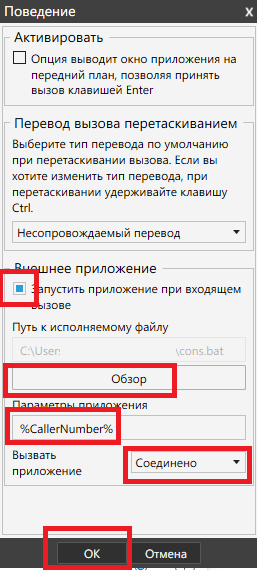 Поведение X
Активировать
Опция выводит окно приложения на
передний план, позволяя принять
вызов клавишей Enter
Перевод вызова перетаскиванием
Выберите тип перевода по умолчанию
при перетаскивании вызова. Если вы
хотите изменить тип перевода, при
перетаскивании удерживайте клавишу
Ctrl.
Несопровождаемый перевод
Внешнее приложение
Запустить приложение при входящем
вызове
Путь к исполняемому файлу
C:\Users \cons.bat
Обзор
Параметры приложения
%CallerNumber%
Вызвать
приложение
Соединено
ОК Отмена